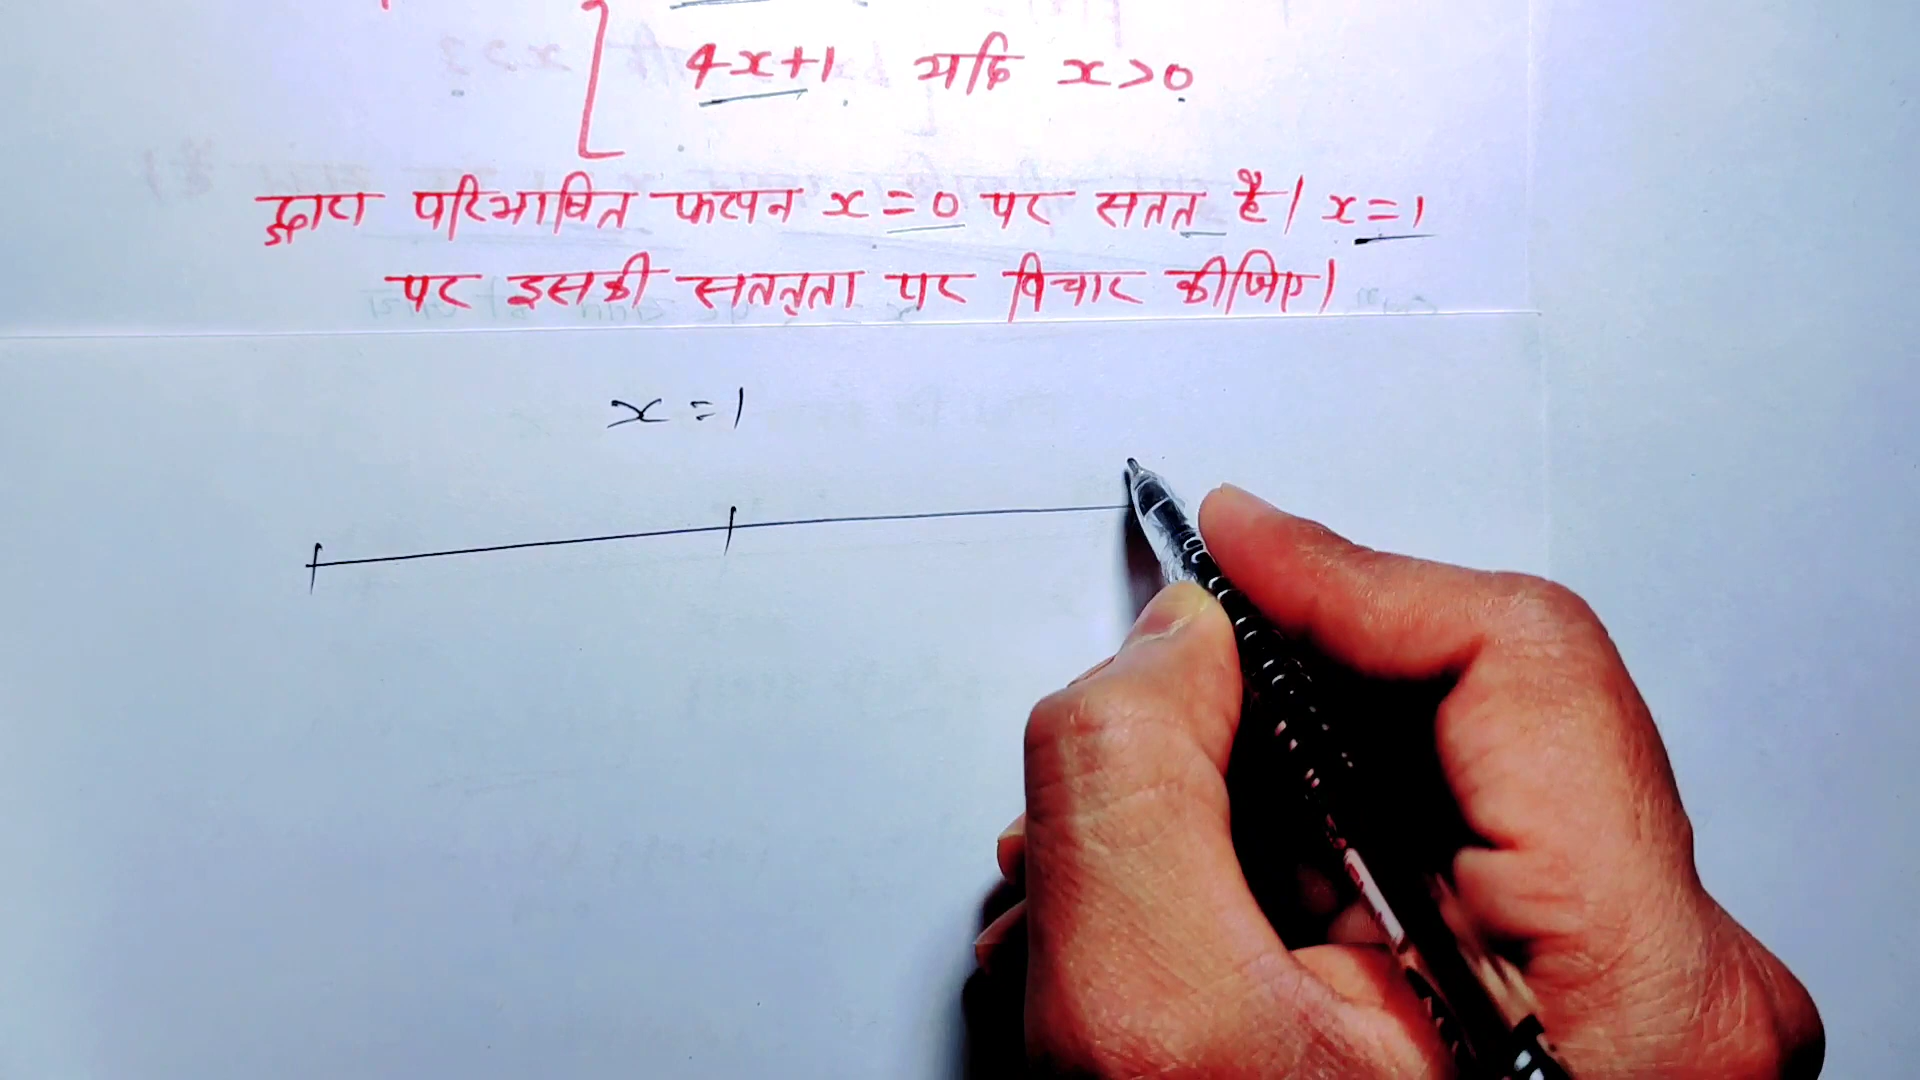 4x+1 यदि x>0
द्वारा परिभाषित फलन x=0 पर सतत है। x=1
पर इसकी सततता पर विचार कीजिए।
x=1